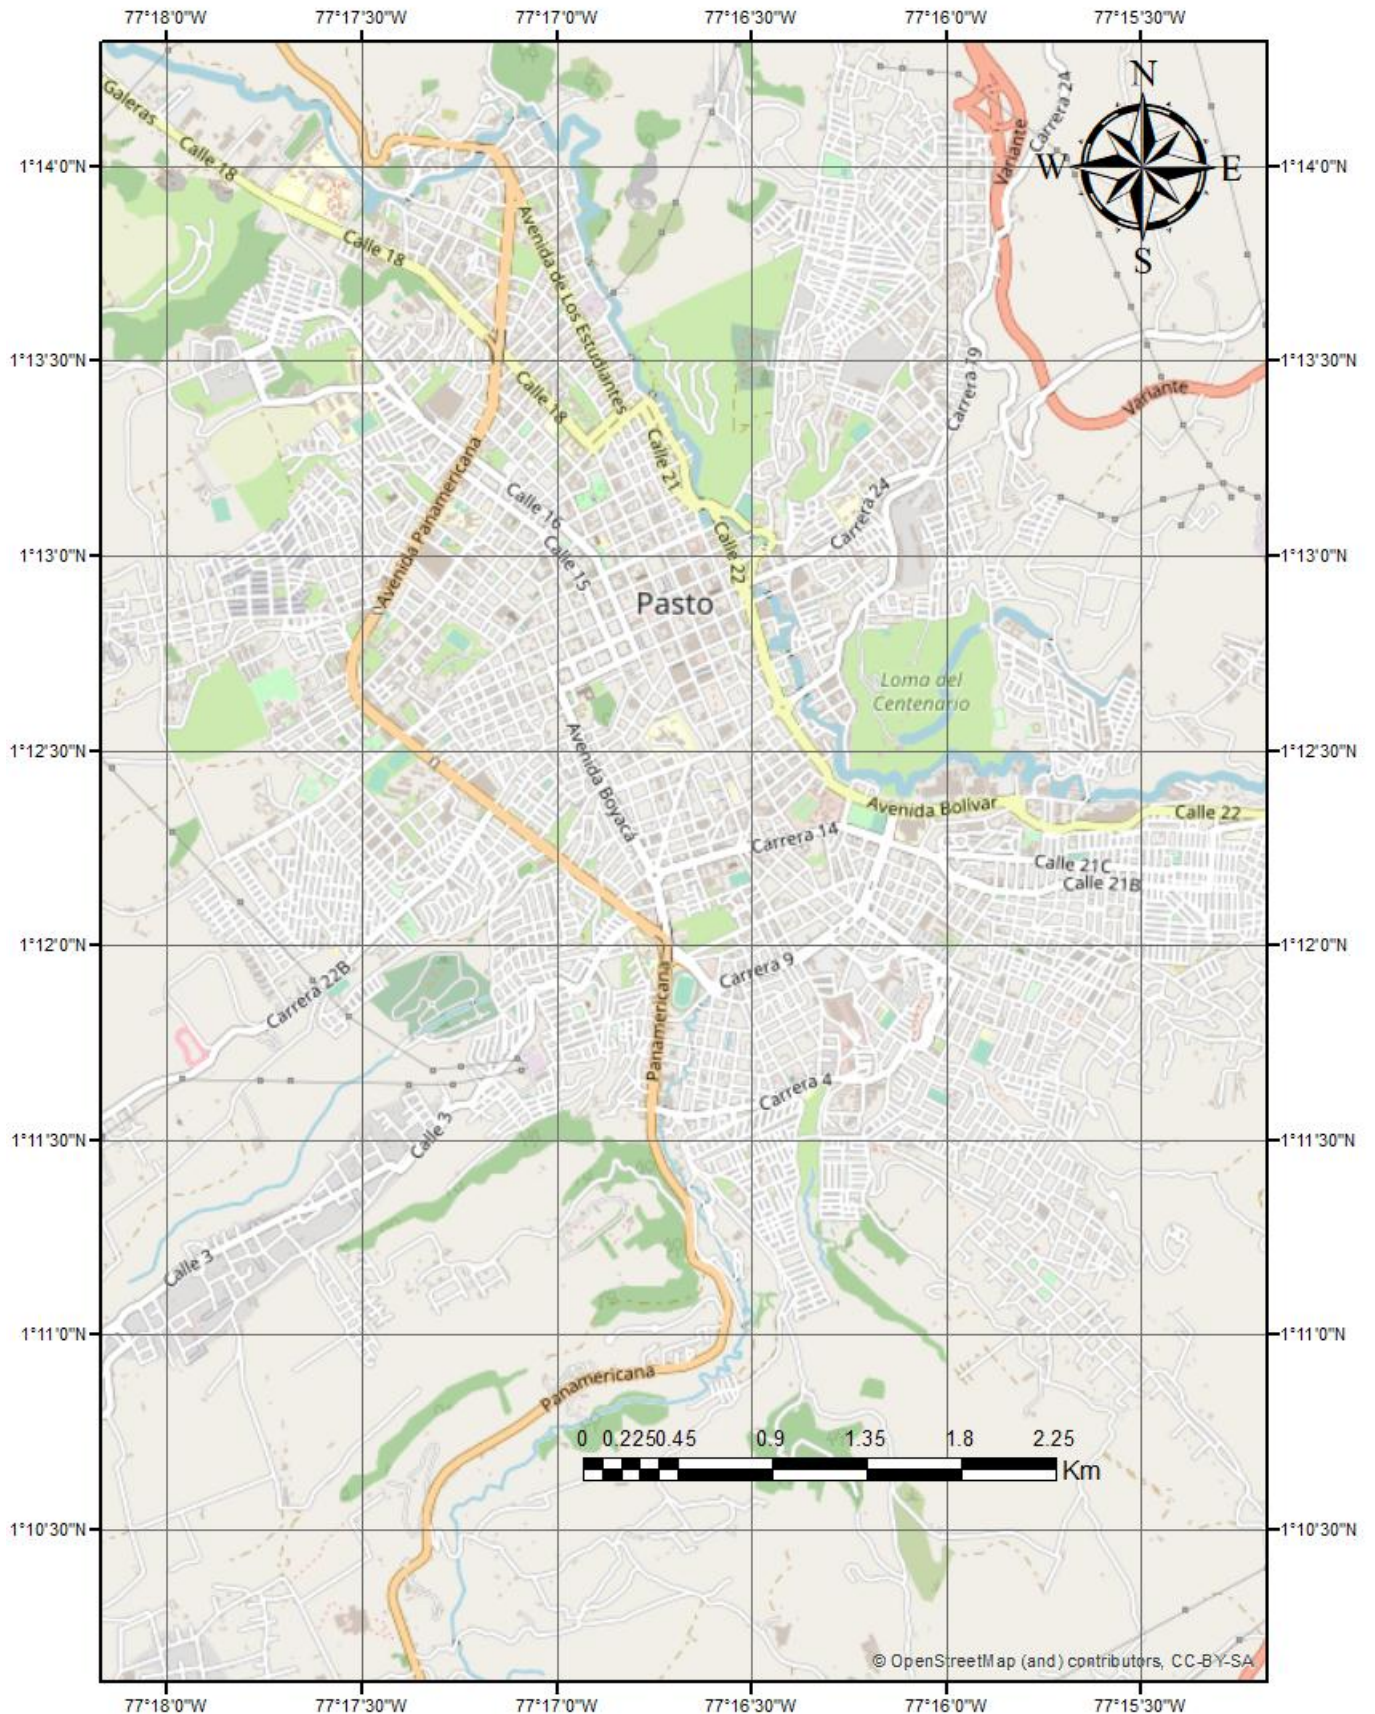 77°18'0"W 77°17'30"W 77°17'0"W 77°16'30"W 77°16'0"W 77°15'30"W
N
W
E
S
Galeras
Calle 18
Carrera 24
Variante
1°14'0"N
1°14'0"N
Calle 18
Avenida de Los Estudiantes
1°13'30"N
1°13'30"N
Calle 18
Carrera 19
Variante
Avenida Panamericana
Calle 21
Calle 16
Carrera 24
Calle 15
Calle 22
1°13'0"N
1°13'0"N
Pasto
Loma del
Centenario
1°12'30"N
1°12'30"N
Avenida Boyacá
Avenida Bolívar
Calle 22
Carrera 14
Calle 21C
Calle 21B
1°12'0"N
1°12'0"N
Carrera 9
Carrera 22B
Panamericana
Carrera 4
Calle 3
1°11'30"N
1°11'30"N
Calle 3
1°11'0"N
1°11'0"N
Panamericana
0 0.225 0.45 0.9 1.35 1.8 2.25
Km
1°10'30"N
1°10'30"N
© OpenStreetMap (and) contributors, CC-BY-SA
77°18'0"W 77°17'30"W 77°17'0"W 77°16'30"W 77°16'0"W 77°15'30"W